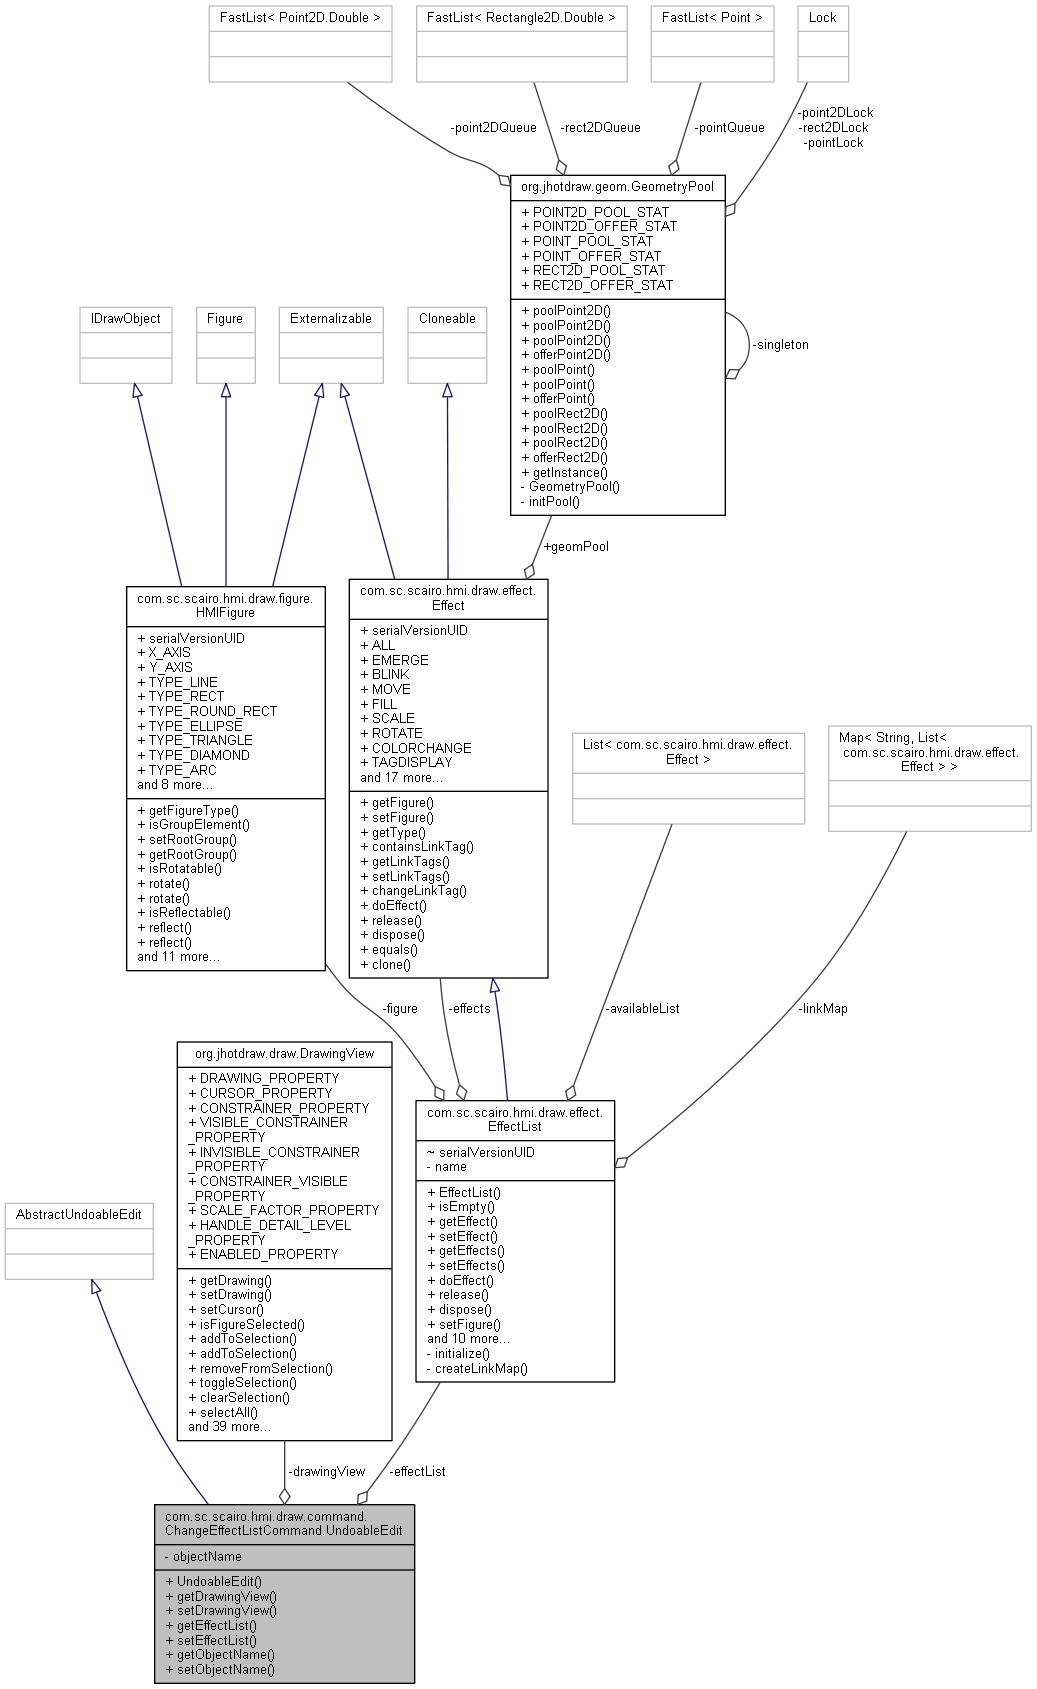 FastList< Point2D.Double >
FastList< Rectangle2D.Double >
FastList< Point >
Lock
-point2DQueue
-rect2DQueue
-pointQueue
-point2DLock
-rect2DLock
-pointLock
org.jhotdraw.geom.GeometryPool
+ POINT2D_POOL_STAT
+ POINT2D_OFFER_STAT
+ POINT_POOL_STAT
+ POINT_OFFER_STAT
+ RECT2D_POOL_STAT
+ RECT2D_OFFER_STAT
+ poolPoint2D()
+ poolPoint2D()
+ poolPoint2D()
+ offerPoint2D()
+ poolPoint()
+ poolPoint()
+ offerPoint()
+ poolRect2D()
+ poolRect2D()
+ poolRect2D()
+ offerRect2D()
+ getInstance()
- GeometryPool()
- initPool()
-singleton
IDrawObject
Figure
Externalizable
Cloneable
+geomPool
com.sc.scairo.hmi.draw.figure.
HMIFigure
+ serialVersionUID
+ X_AXIS
+ Y_AXIS
+ TYPE_LINE
+ TYPE_RECT
+ TYPE_ROUND_RECT
+ TYPE_ELLIPSE
+ TYPE_TRIANGLE
+ TYPE_DIAMOND
+ TYPE_ARC
and 8 more...
+ getFigureType()
+ isGroupElement()
+ setRootGroup()
+ getRootGroup()
+ isRotatable()
+ rotate()
+ rotate()
+ isReflectable()
+ reflect()
+ reflect()
and 11 more...
com.sc.scairo.hmi.draw.effect.
Effect
+ serialVersionUID
+ ALL
+ EMERGE
+ BLINK
+ MOVE
+ FILL
+ SCALE
+ ROTATE
+ COLORCHANGE
+ TAGDISPLAY
and 17 more...
+ getFigure()
+ setFigure()
+ getType()
+ containsLinkTag()
+ getLinkTags()
+ setLinkTags()
+ changeLinkTag()
+ doEffect()
+ release()
+ dispose()
+ equals()
+ clone()
List< com.sc.scairo.hmi.draw.effect.
Effect >
Map< String, List<
com.sc.scairo.hmi.draw.effect.
Effect > >
-figure
-effects
-availableList
-linkMap
org.jhotdraw.draw.DrawingView
+ DRAWING_PROPERTY
+ CURSOR_PROPERTY
+ CONSTRAINER_PROPERTY
+ VISIBLE_CONSTRAINER
_PROPERTY
+ INVISIBLE_CONSTRAINER
_PROPERTY
+ CONSTRAINER_VISIBLE
_PROPERTY
+ SCALE_FACTOR_PROPERTY
+ HANDLE_DETAIL_LEVEL
_PROPERTY
+ ENABLED_PROPERTY
+ getDrawing()
+ setDrawing()
+ setCursor()
+ isFigureSelected()
+ addToSelection()
+ addToSelection()
+ removeFromSelection()
+ toggleSelection()
+ clearSelection()
+ selectAll()
and 39 more...
com.sc.scairo.hmi.draw.effect.
EffectList
~ serialVersionUID
- name
+ EffectList()
+ isEmpty()
+ getEffect()
+ setEffect()
+ getEffects()
+ setEffects()
+ doEffect()
+ release()
+ dispose()
+ setFigure()
and 10 more...
- initialize()
- createLinkMap()
AbstractUndoableEdit
-drawingView
-effectList
com.sc.scairo.hmi.draw.command.
ChangeEffectListCommand.UndoableEdit
- objectName
+ UndoableEdit()
+ getDrawingView()
+ setDrawingView()
+ getEffectList()
+ setEffectList()
+ getObjectName()
+ setObjectName()